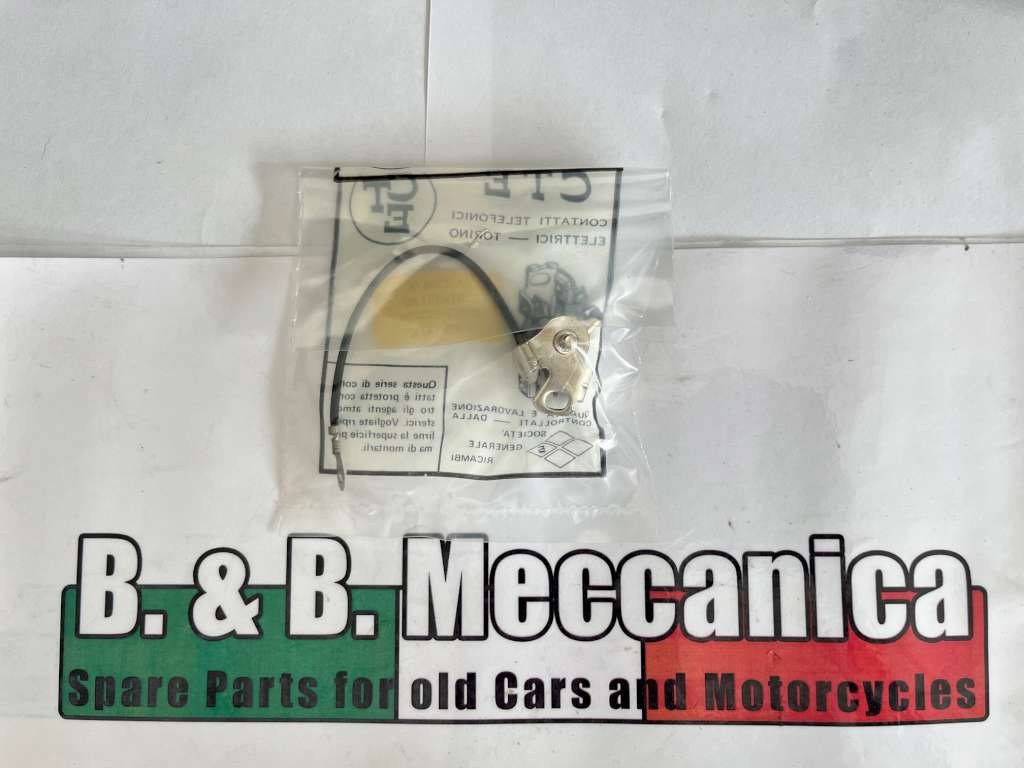 CTE
CTE
CONTATTI TELEFONICI
ELETTRICI — TORINO
Questa serie di con
tatti è protetta con
tro gli agenti atmo
sferici. Vogliate ripu
lirne la superficie pri
ma di montarli.
E LAVORAZIONE
CONTROLLATE DALLA
SOCIETA'
GENERALE
RICAMBI
B. & B. Meccanica
Spare Parts for old Cars and Motorcycles